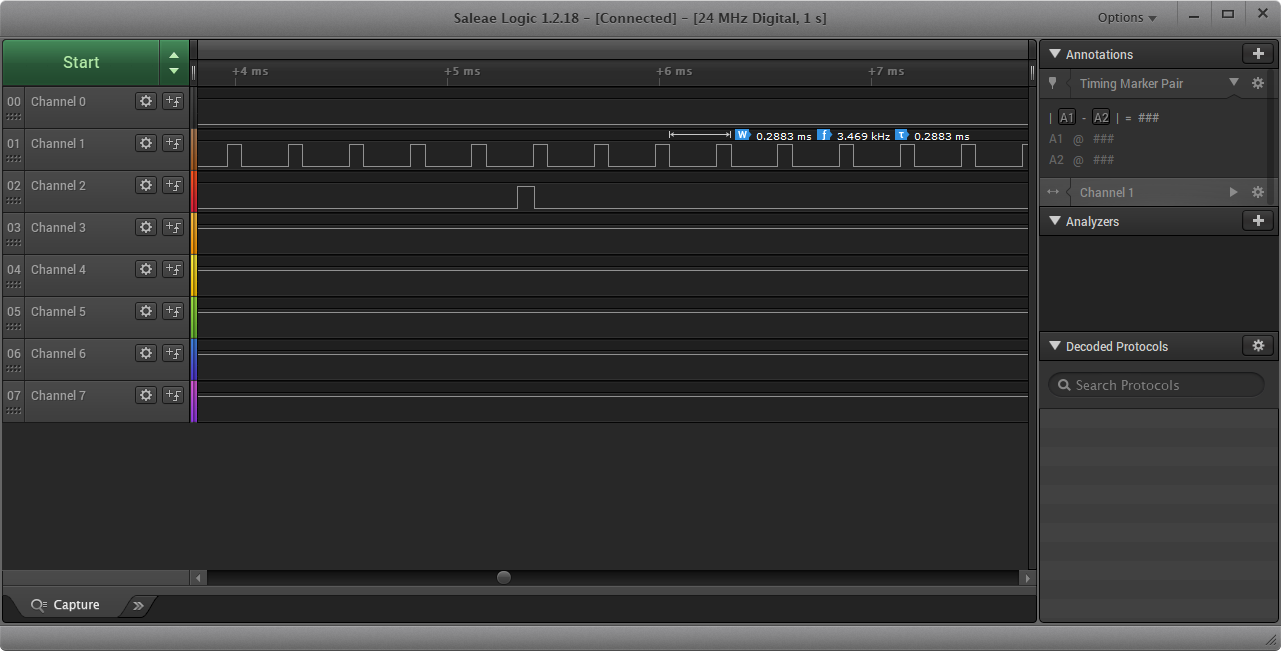 Saleae Logic 1.2.18 - [Connected] - [24 MHz Digital, 1 s]
Options
Start
+4 ms +5 ms +6 ms +7 ms
00 Channel 0
01 Channel 1
W 0.2883 ms f 3.469 kHz T 0.2883 ms
02 Channel 2
03 Channel 3
04 Channel 4
05 Channel 5
06 Channel 6
07 Channel 7
Capture
Annotations
Timing Marker Pair
| A1 - A2 | = ###
A1 @ ###
A2 @ ###
Channel 1
Analyzers
Decoded Protocols
Search Protocols